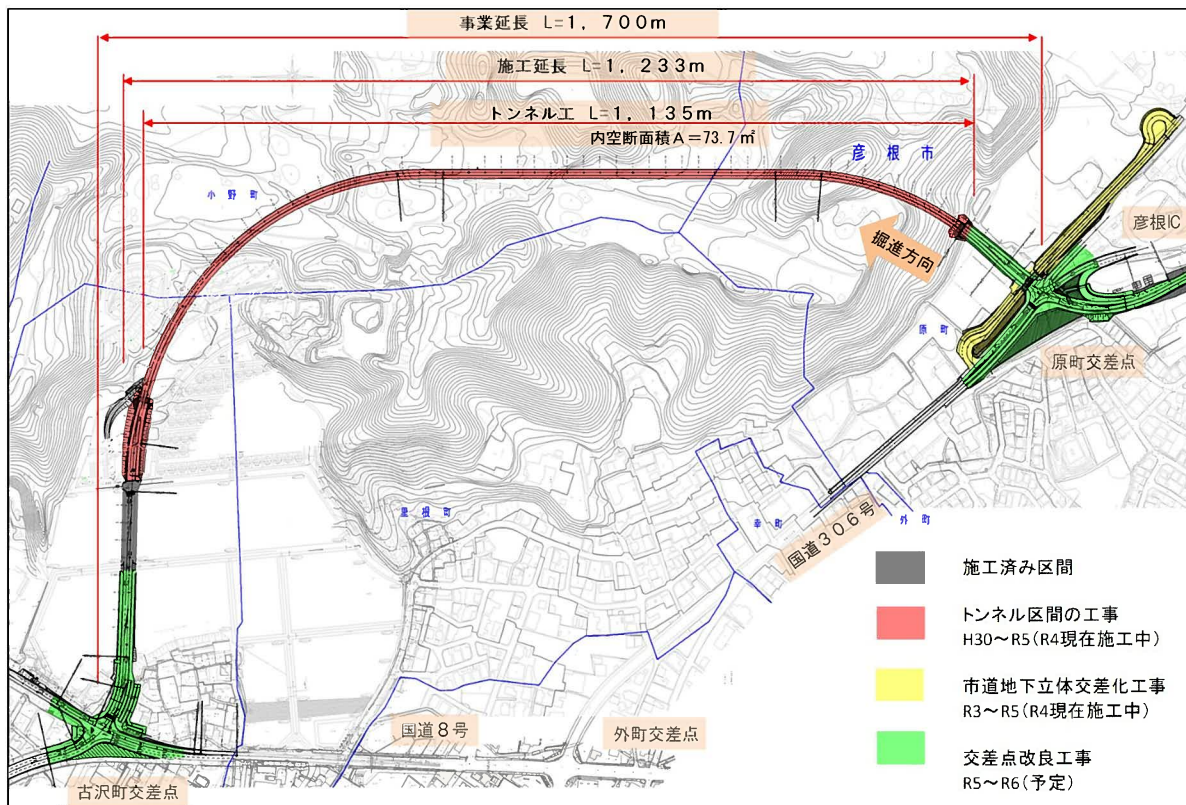 事業延長 L=1，700m
施工延長 L=1，233m
トンネル工 L=1，135m
内空断面積A=73.7㎡
彦根市
小野町
彦根IC
掘進方向
原町
原町交差点
里根町
幸町
外町
国道306号
国道8号
外町交差点
古沢町交差点
施工済み区間
トンネル区間の工事
H30～R5(R4現在施工中)
市道地下立体交差化工事
R3～R5(R4現在施工中)
交差点改良工事
R5～R6(予定)